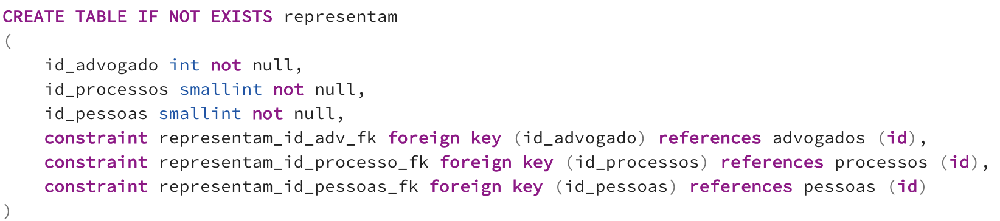 CREATE TABLE IF NOT EXISTS representam
(
    id_advogado int not null,
    id_processos smallint not null,
    id_pessoas smallint not null,
    constraint representam_id_adv_fk foreign key (id_advogado) references advogados (id),
    constraint representam_id_processo_fk foreign key (id_processos) references processos (id),
    constraint representam_id_pessoas_fk foreign key (id_pessoas) references pessoas (id)
)